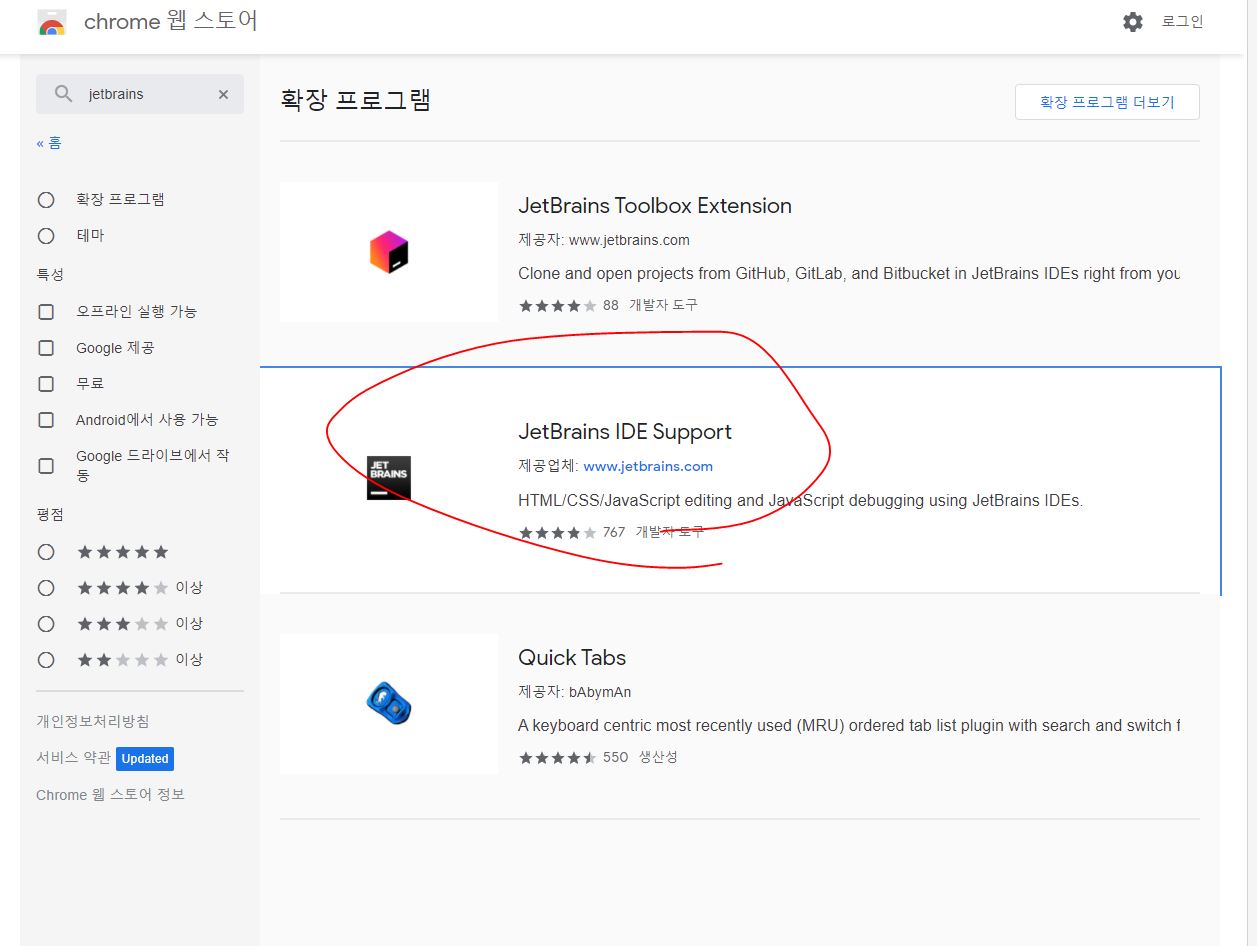 chrome 웹 스토어
로그인
jetbrains
« 홈
확장 프로그램
테마
특성
오프라인 실행 가능
Google 제공
무료
Android에서 사용 가능
Google 드라이브에서 작
동
평점
이상
이상
이상
개인정보처리방침
서비스 약관 Updated
Chrome 웹 스토어 정보
확장 프로그램
확장 프로그램 더보기
JetBrains Toolbox Extension
제공자: www.jetbrains.com
Clone and open projects from GitHub, GitLab, and Bitbucket in JetBrains IDEs right from you
88 개발자 도구
JET
BRAINS
JetBrains IDE Support
제공업체: www.jetbrains.com
HTML/CSS/JavaScript editing and JavaScript debugging using JetBrains IDEs.
767 개발자 도구
Quick Tabs
제공자: bAbymAn
A keyboard centric most recently used (MRU) ordered tab list plugin with search and switch f
550 생산성